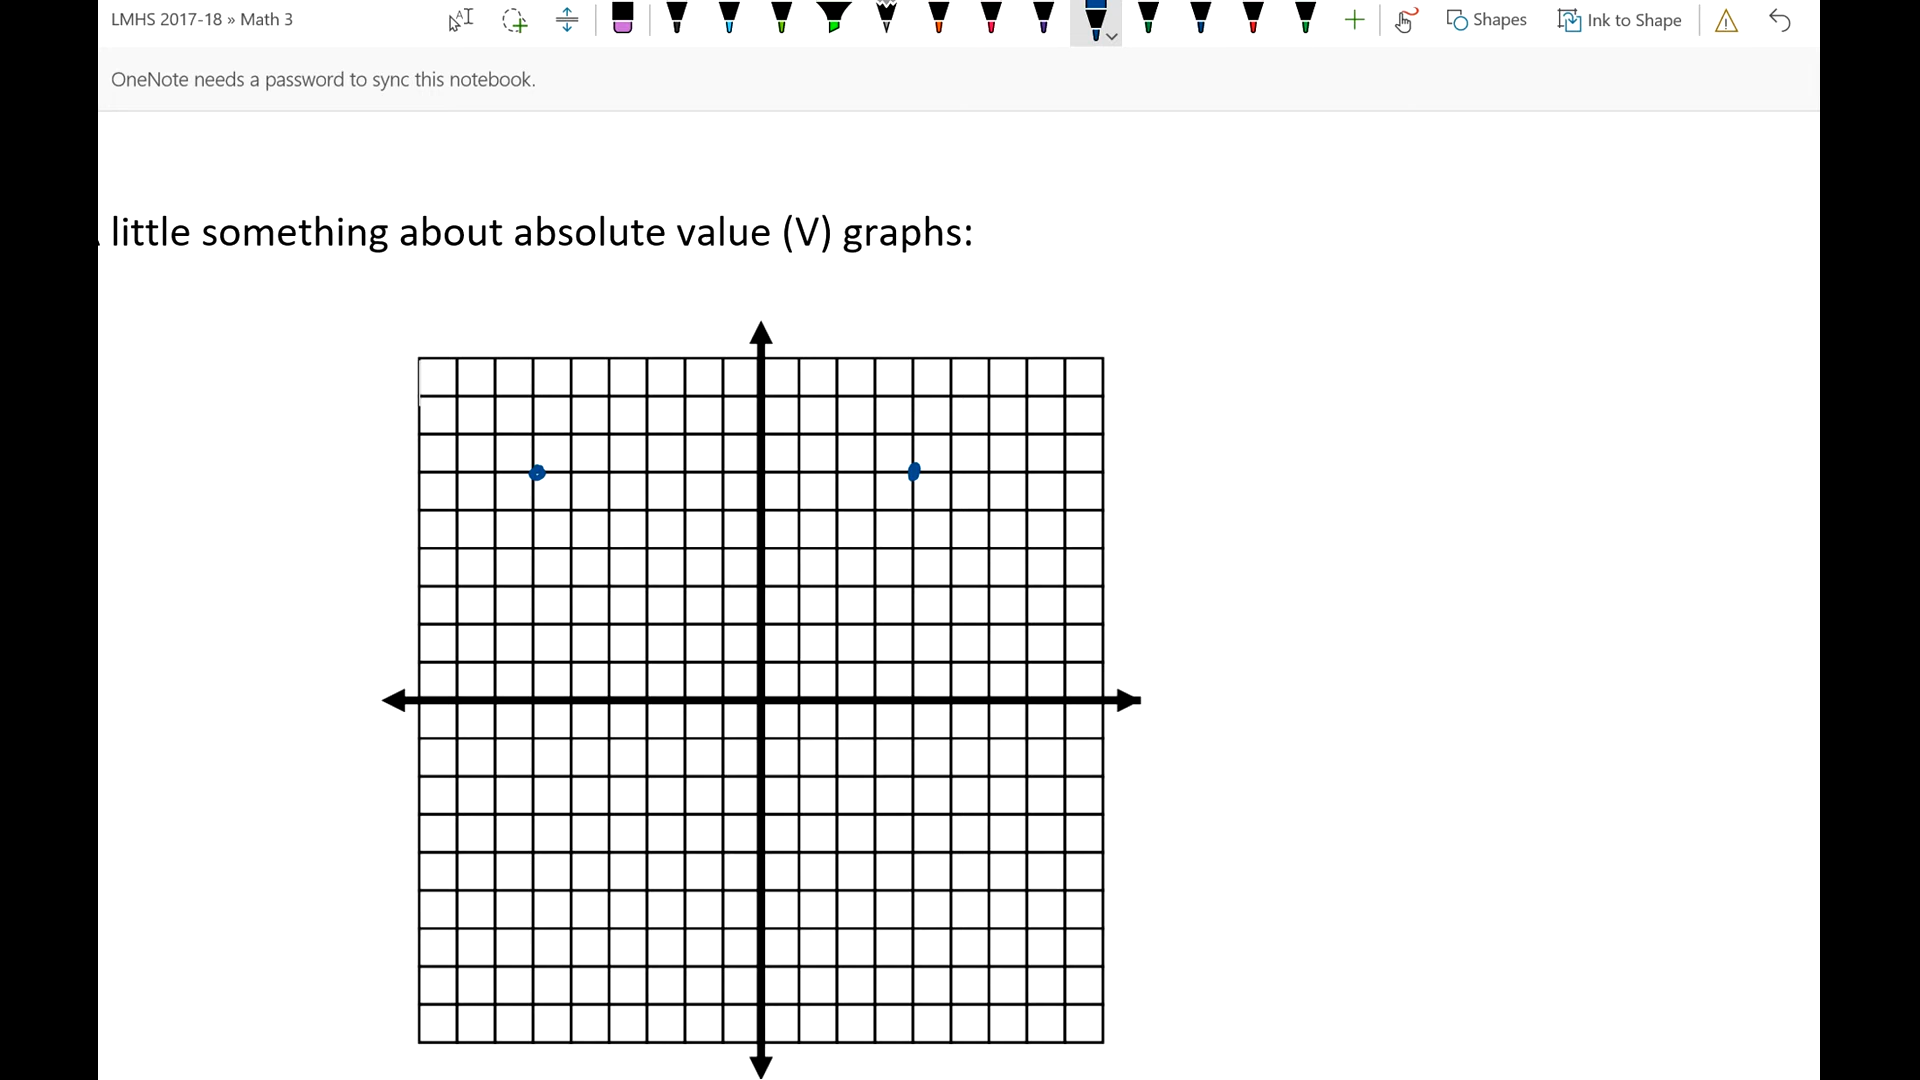 LMHS 2017-18 » Math 3
Shapes
Ink to Shape
OneNote needs a password to sync this notebook.
little something about absolute value (V) graphs: